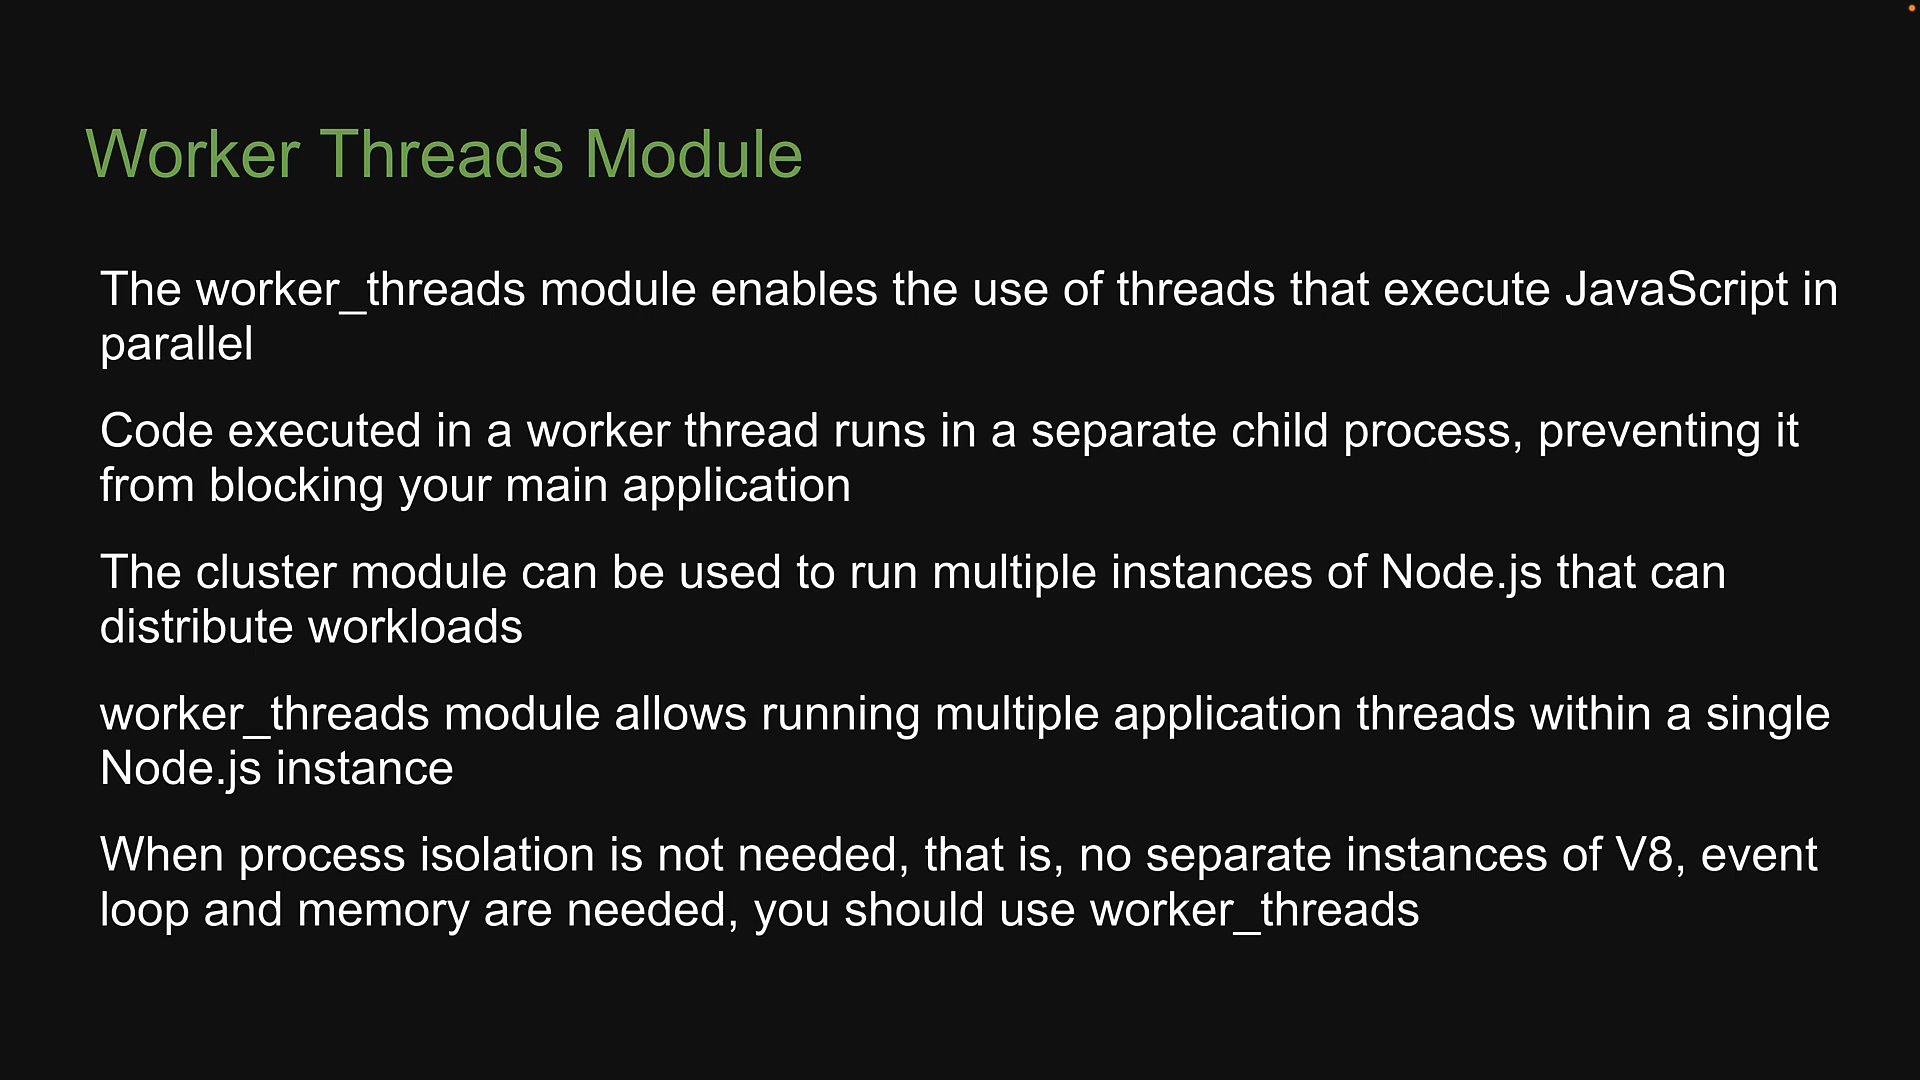 Worker Threads Module
The worker_threads module enables the use of threads that execute JavaScript in
parallel
Code executed in a worker thread runs in a separate child process, preventing it
from blocking your main application
The cluster module can be used to run multiple instances of Node.js that can
distribute workloads
worker_threads module allows running multiple application threads within a single
Node.js instance
When process isolation is not needed, that is, no separate instances of V8, event
loop and memory are needed, you should use worker_threads